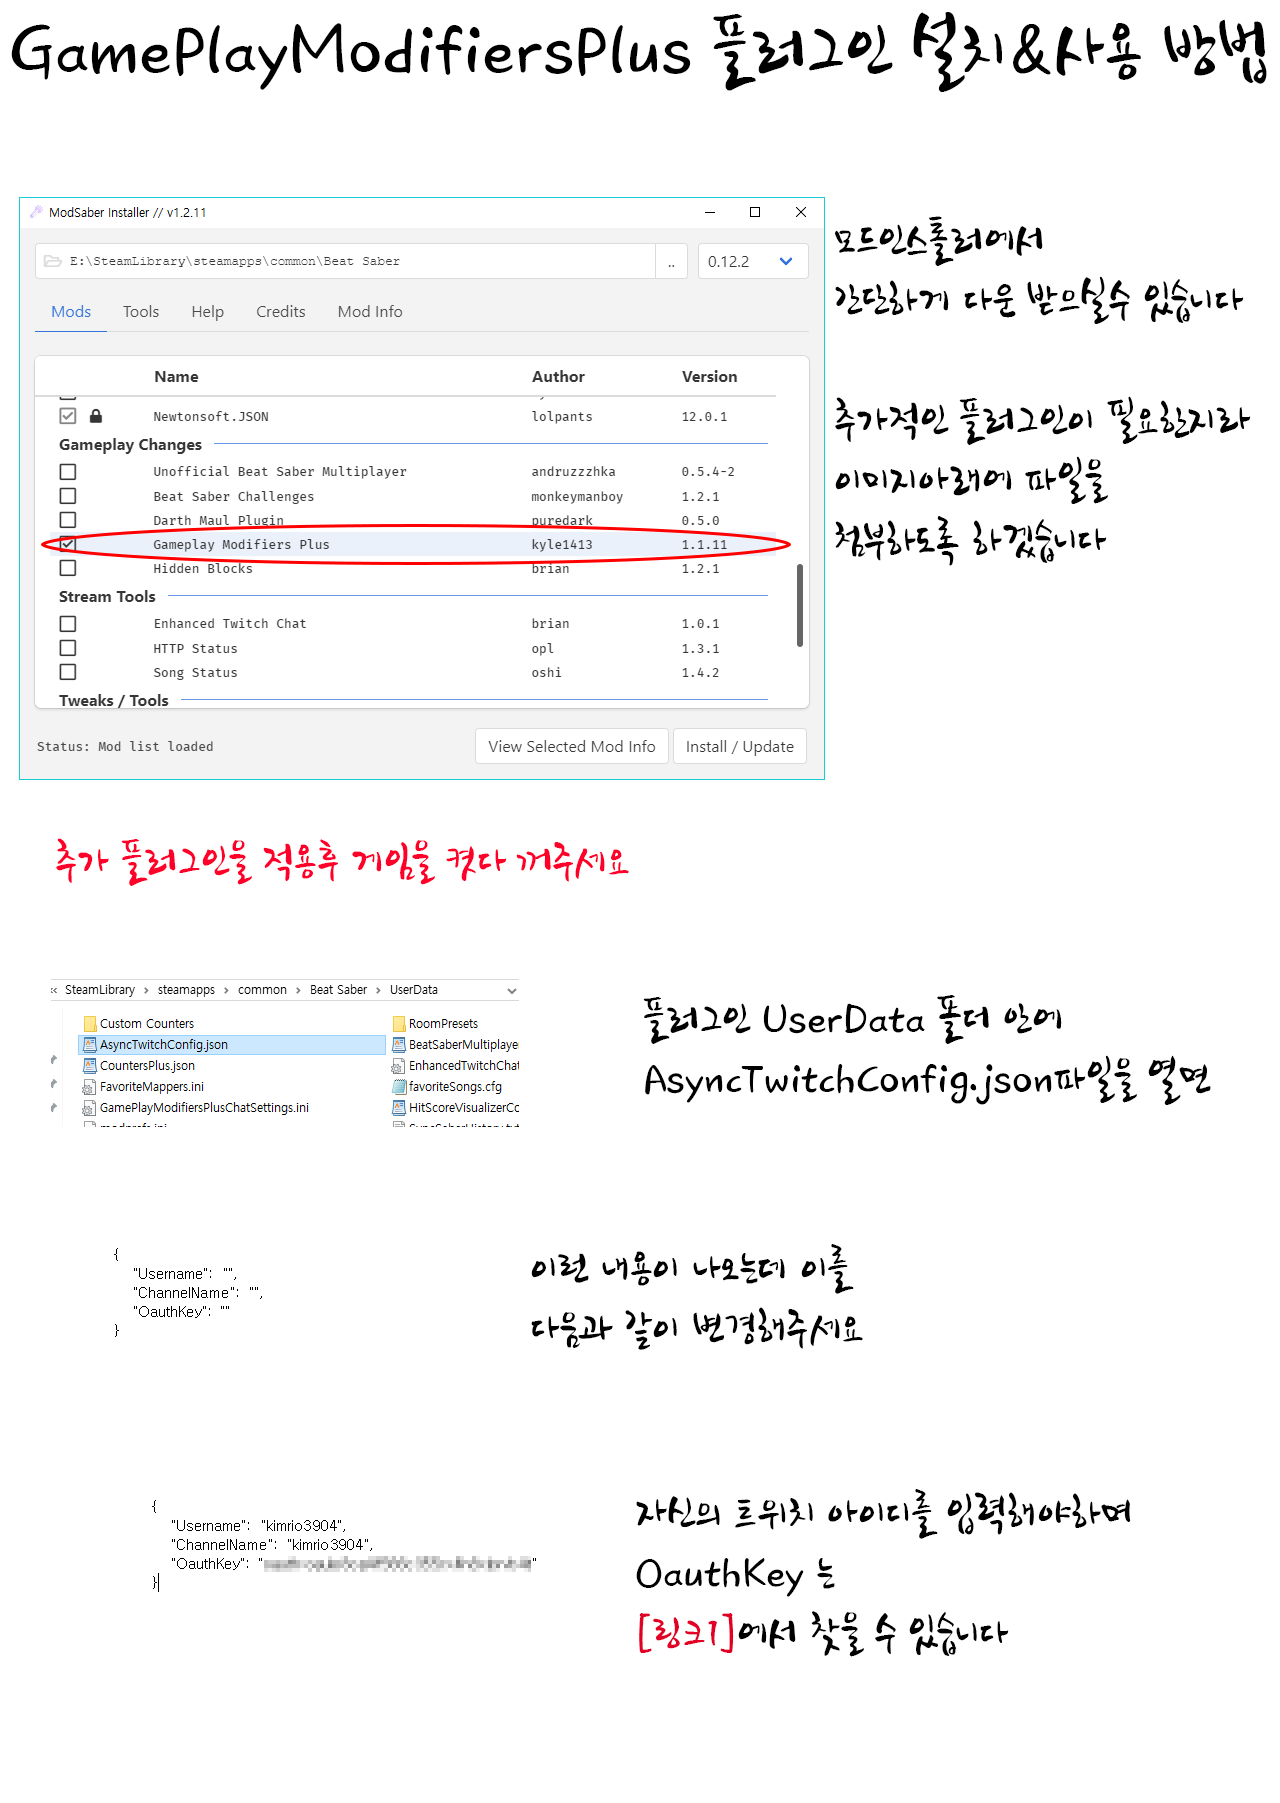 GamePlayModifiersPlus 플러그인 설치&사용 방법
ModSaber Installer // v1.2.11
E:\SteamLibrary\steamapps\common\Beat Saber
..
0.12.2
Mods Tools Help Credits Mod Info
Name Author Version
Newtonsoft.JSON lolpants 12.0.1
Gameplay Changes
Unofficial Beat Saber Multiplayer andruzzzhka 0.5.4-2
Beat Saber Challenges monkeymanboy 1.2.1
Darth Maul Plugin puredark 0.5.0
Gameplay Modifiers Plus kyle1413 1.1.11
Hidden Blocks brian 1.2.1
Stream Tools
Enhanced Twitch Chat brian 1.0.1
HTTP Status opl 1.3.1
Song Status oshi 1.4.2
Tweaks / Tools
Status: Mod list loaded
View Selected Mod Info
Install / Update
모드인스톨러에서
간단하게 다운 받으실수 있습니다
추가적인 플러그인이 필요한지라
이미지아래에 파일을
첨부하도록 하겠습니다
추가 플러그인을 적용후 게임을 켯다 꺼주세요
« SteamLibrary > steamapps > common > Beat Saber > UserData
Custom Counters
AsyncTwitchConfig.json
CountersPlus.json
FavoriteMappers.ini
GamePlayModifiersPlusChatSettings.ini
modprefs.ini
RoomPresets
BeatSaberMultiplayer
EnhancedTwitchChat
favoriteSongs.cfg
HitScoreVisualizerCo
플러그인 UserData 폴더 안에
AsyncTwitchConfig.json파일을 열면
{
"Username": "",
"ChannelName": "",
"OauthKey": ""
}
이런 내용이 나오는데 이를
다음과 같이 변경해주세요
{
"Username": "kimrio3904",
"ChannelName": "kimrio3904",
"OauthKey": "
"
}
자신의 트위치 아이디를 입력해야하며
OauthKey 는
[링크1]에서 찾을 수 있습니다